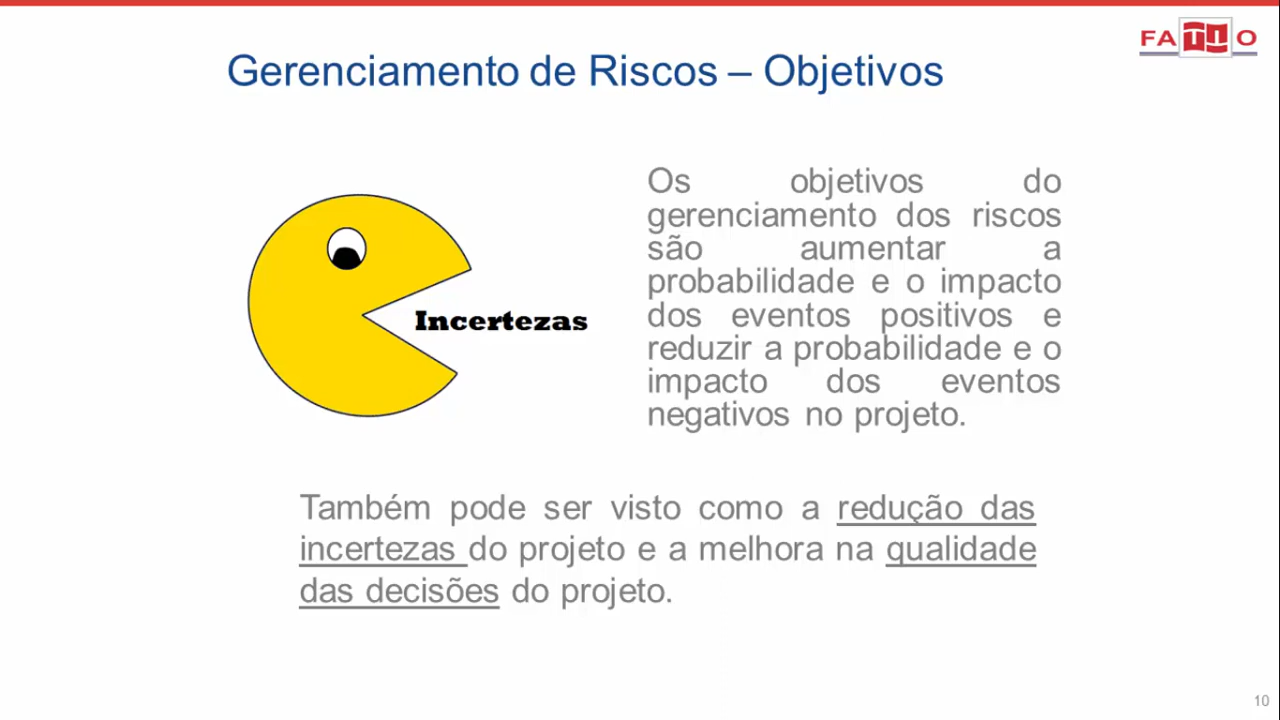 FATTO
Gerenciamento de Riscos – Objetivos
Os objetivos do
gerenciamento dos riscos
são aumentar a
probabilidade e o impacto
dos eventos positivos e
reduzir a probabilidade e o
impacto dos eventos
negativos no projeto.
Incertezas
Também pode ser visto como a redução das
incertezas do projeto e a melhora na qualidade
das decisões do projeto.
10